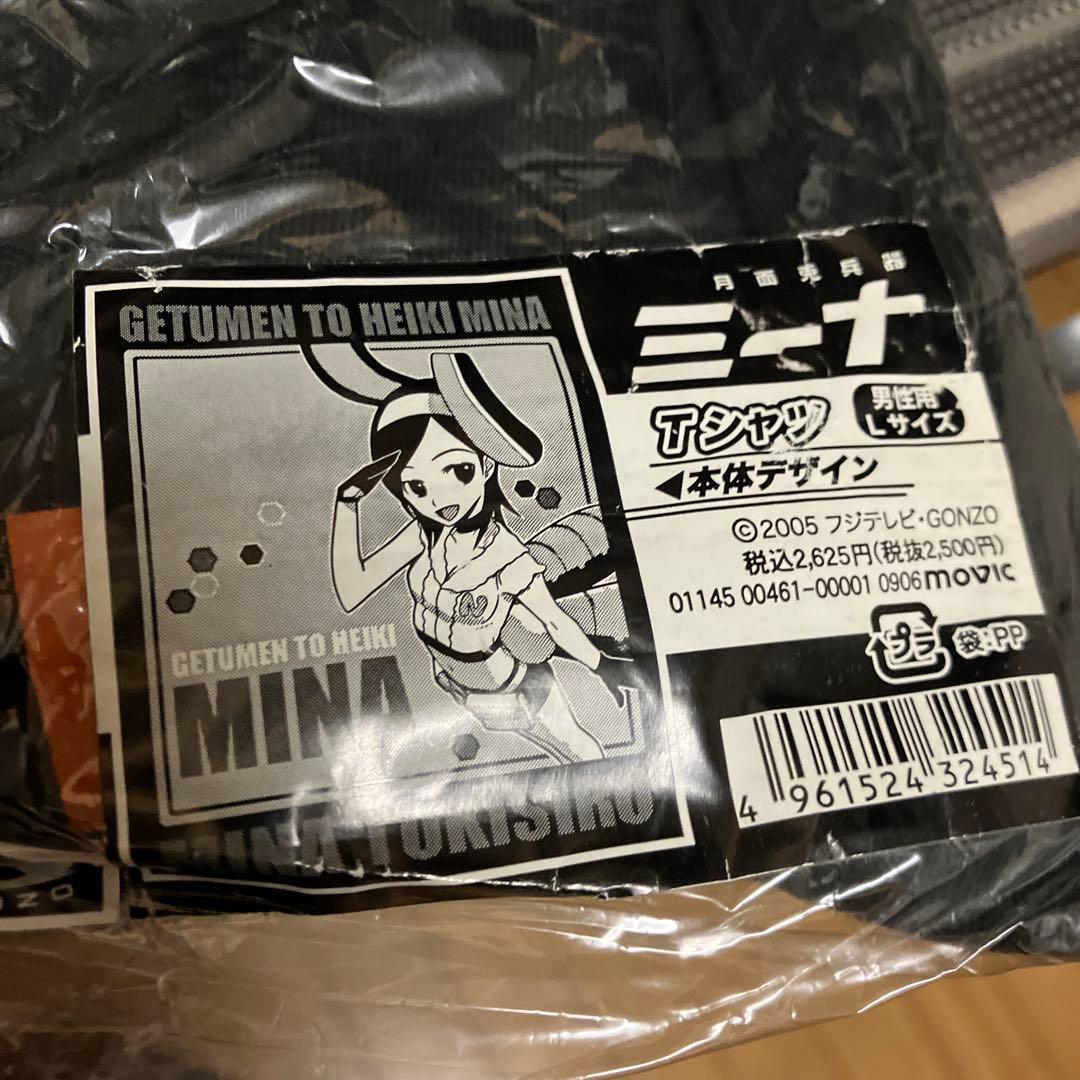 GETUMEN TO HEIKI MINA
GETUMEN TO HEIKI
MINA
MINA TUKISIRO
月面兎兵器
ミーナ
Tシャツ
男性用
Lサイズ
◀本体デザイン
©2005 フジテレビ・GONZO
税込2,625円(税抜2,500円)
01145 00461-00001 0906 movic
プラ
袋:PP
4 961524 324514